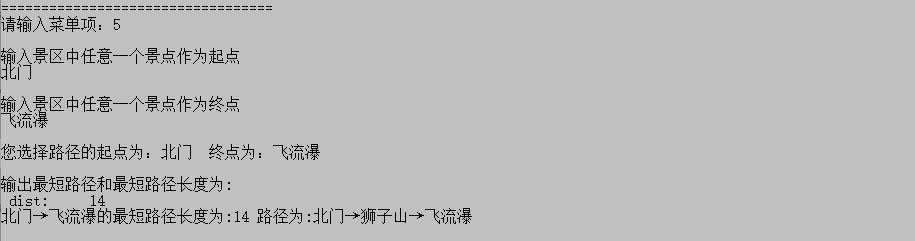 ==================================
请输入菜单项：5
输入景区中任意一个景点作为起点
北门
输入景区中任意一个景点作为终点
飞流瀑
您选择路径的起点为：北门  终点为：飞流瀑
输出最短路径和最短路径长度为:
dist:     14
北门→飞流瀑的最短路径长度为:14 路径为:北门→狮子山→飞流瀑